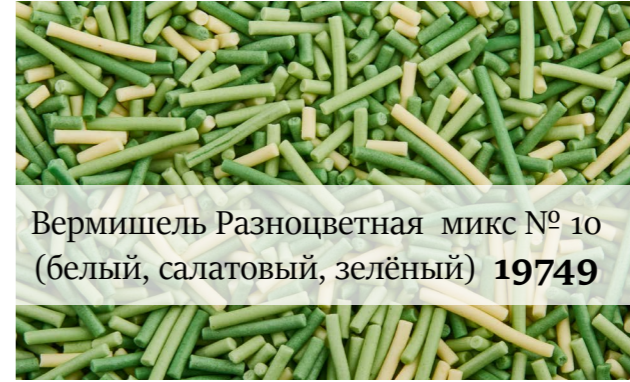 Вермишель Разноцветная микс № 10
(белый, салатовый, зелёный) 19749